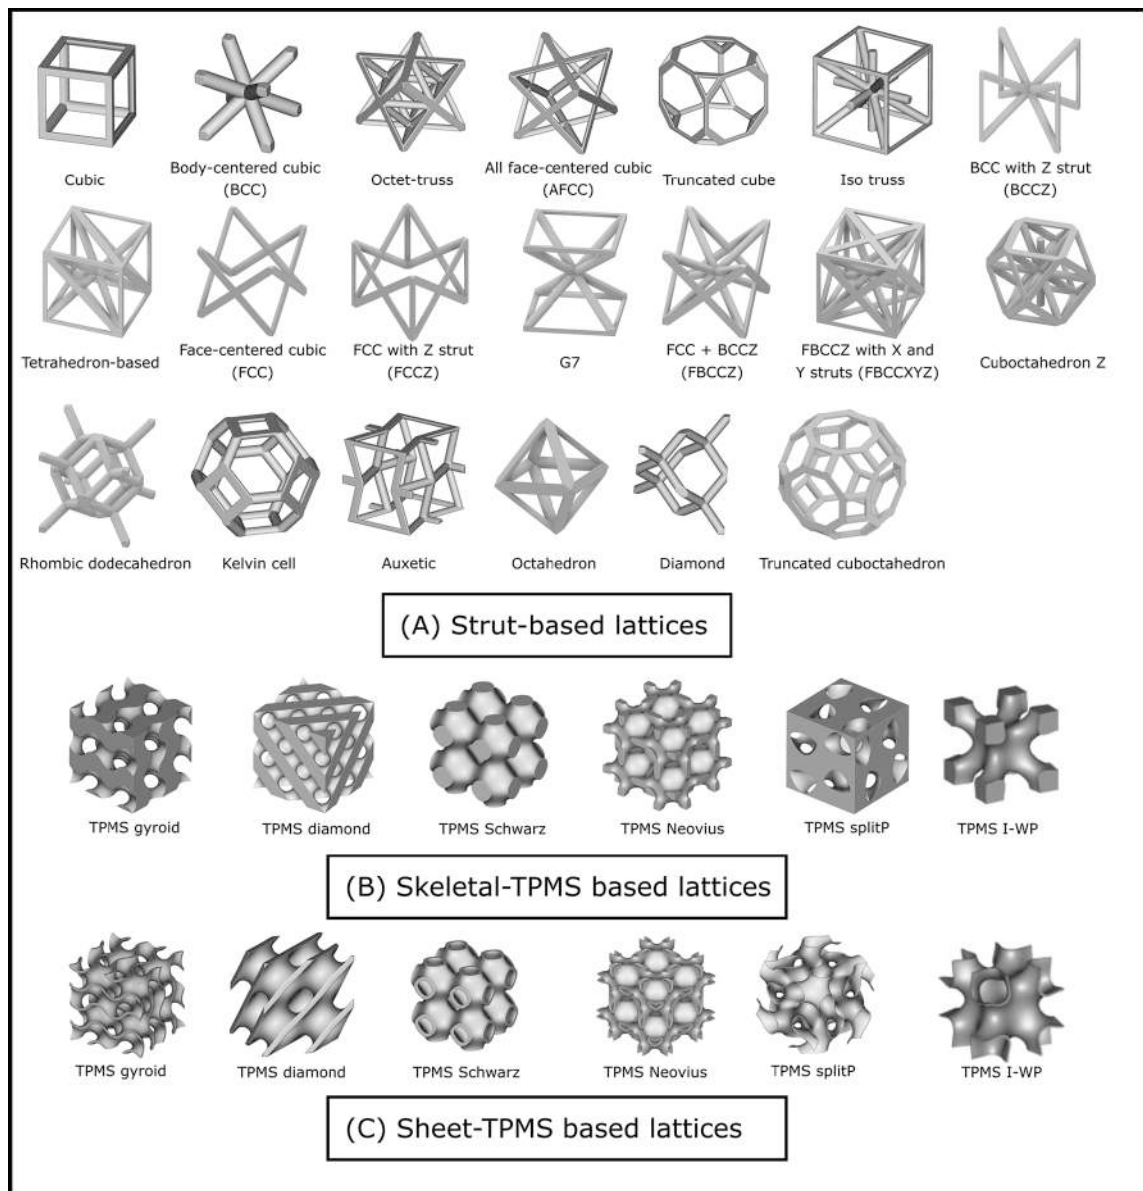 Cubic
Body-centered cubic
(BCC)
Octet-truss
All face-centered cubic
(AFCC)
Truncated cube
Iso truss
BCC with Z strut
(BCCZ)
Tetrahedron-based
Face-centered cubic
(FCC)
FCC with Z strut
(FCCZ)
G7
FCC + BCCZ
(FBCCZ)
FBCCZ with X and
Y struts (FBCCXYZ)
Cuboctahedron Z
Rhombic dodecahedron
Kelvin cell
Auxetic
Octahedron
Diamond
Truncated cuboctahedron
(A) Strut-based lattices
TPMS gyroid
TPMS diamond
TPMS Schwarz
TPMS Neovius
TPMS splitP
TPMS I-WP
(B) Skeletal-TPMS based lattices
TPMS gyroid
TPMS diamond
TPMS Schwarz
TPMS Neovius
TPMS splitP
TPMS I-WP
(C) Sheet-TPMS based lattices